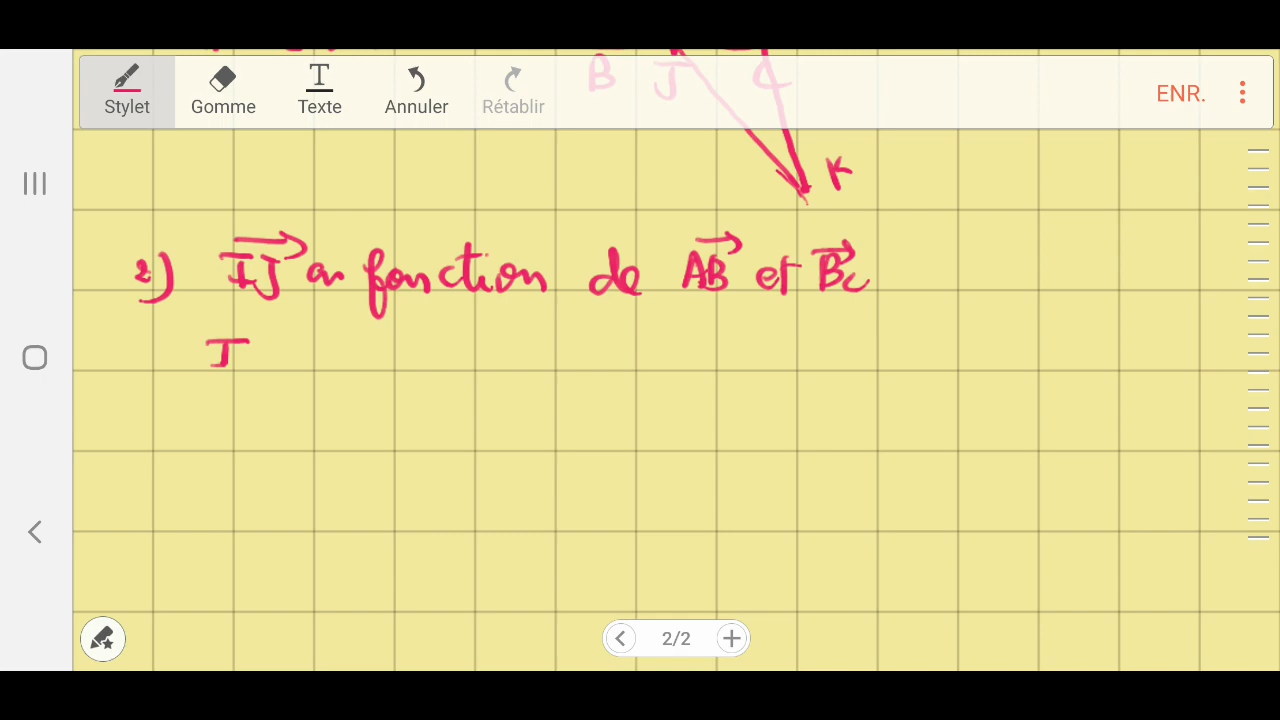 B J C
Stylet Gomme Texte Annuler Rétablir ENR.
K
2) IJ en fonction de AB et BC
I
2/2